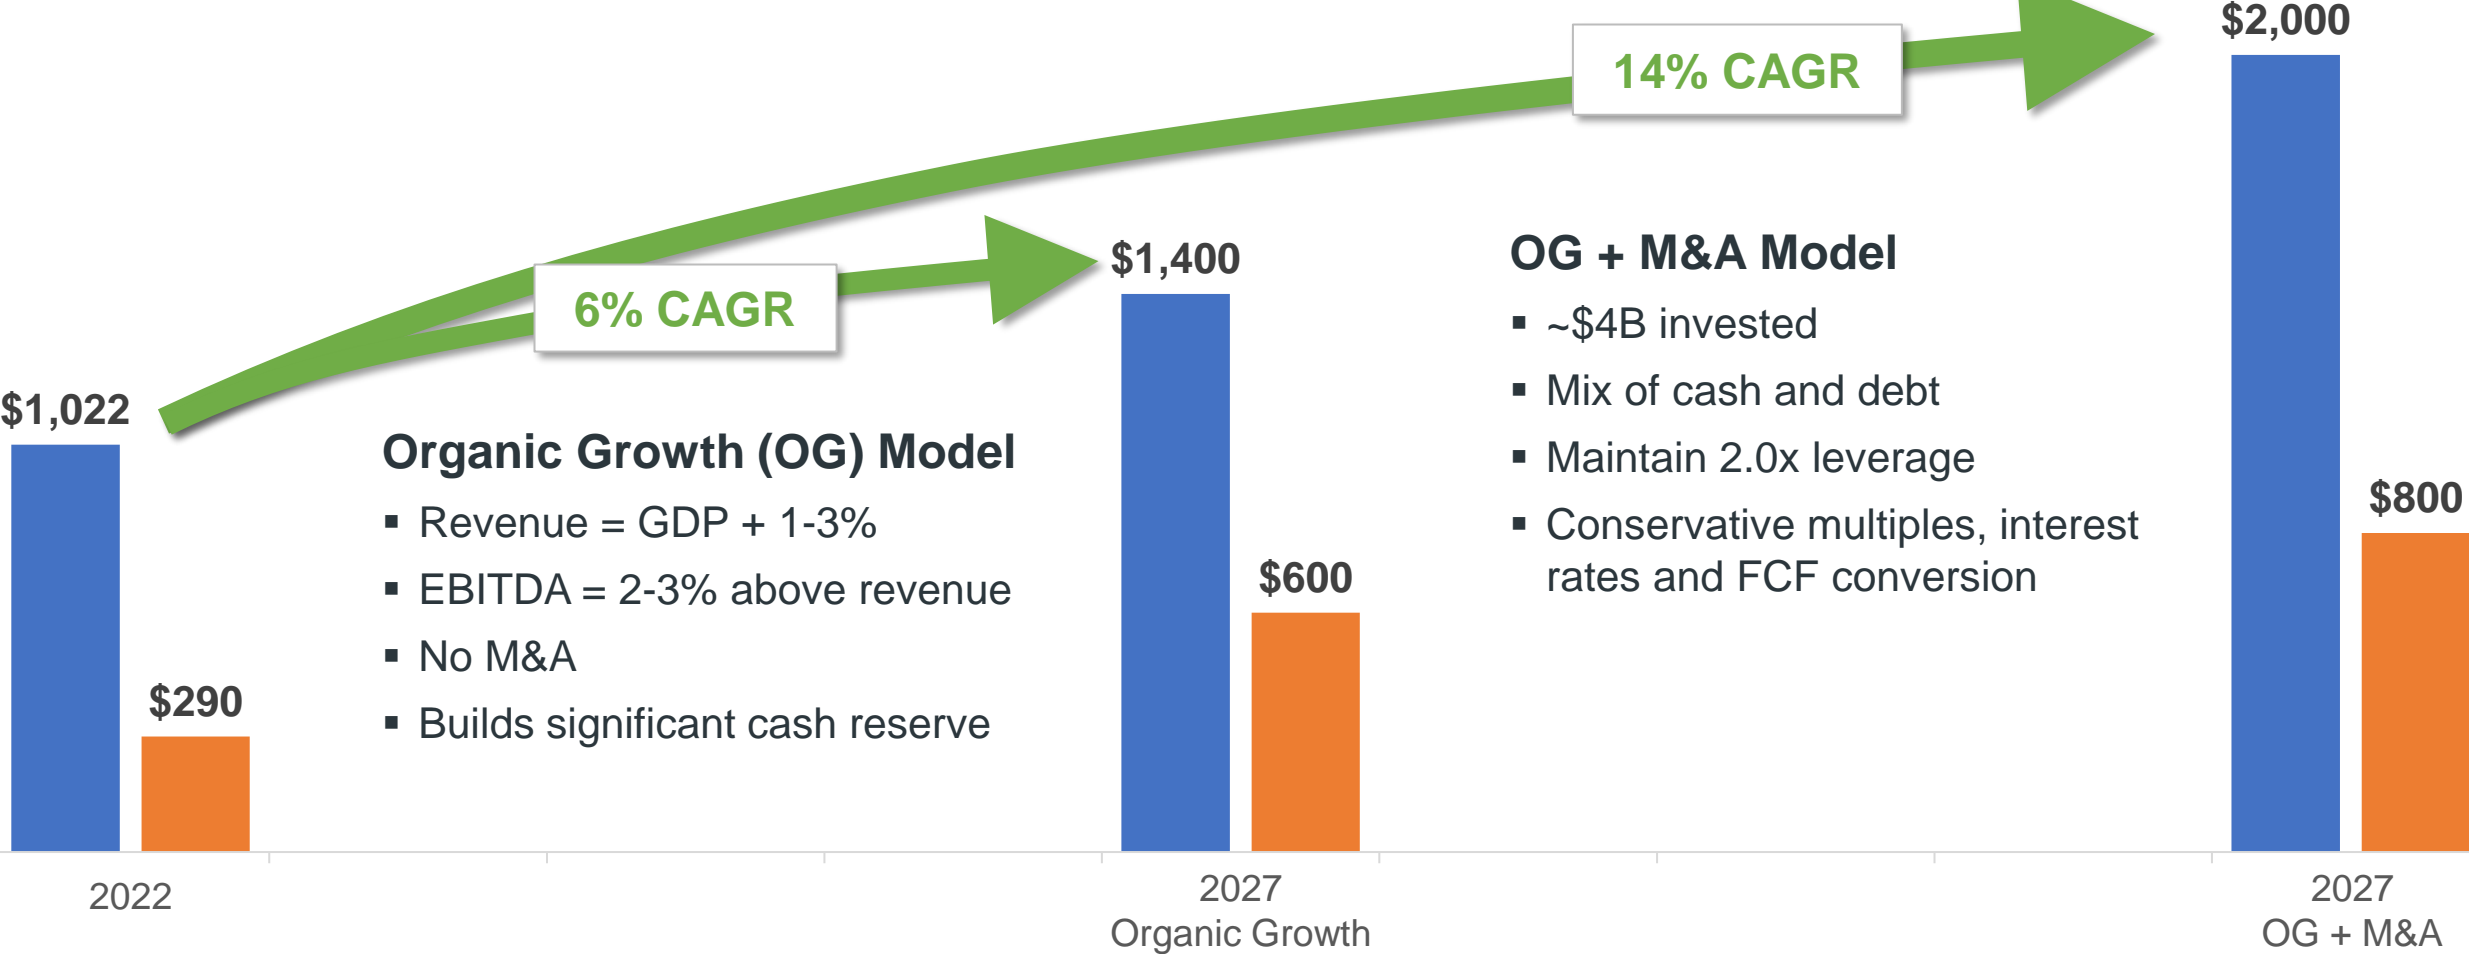 $2,000
14% CAGR
$1,400
6% CAGR
$1,022
Organic Growth (OG) Model
▪ Revenue = GDP + 1-3%
▪ EBITDA = 2-3% above revenue
▪ No M&A
▪ Builds significant cash reserve
OG + M&A Model
▪ ~$4B invested
▪ Mix of cash and debt
▪ Maintain 2.0x leverage
▪ Conservative multiples, interest
rates and FCF conversion
$290
$600
$800
2022
2027
Organic Growth
2027
OG + M&A